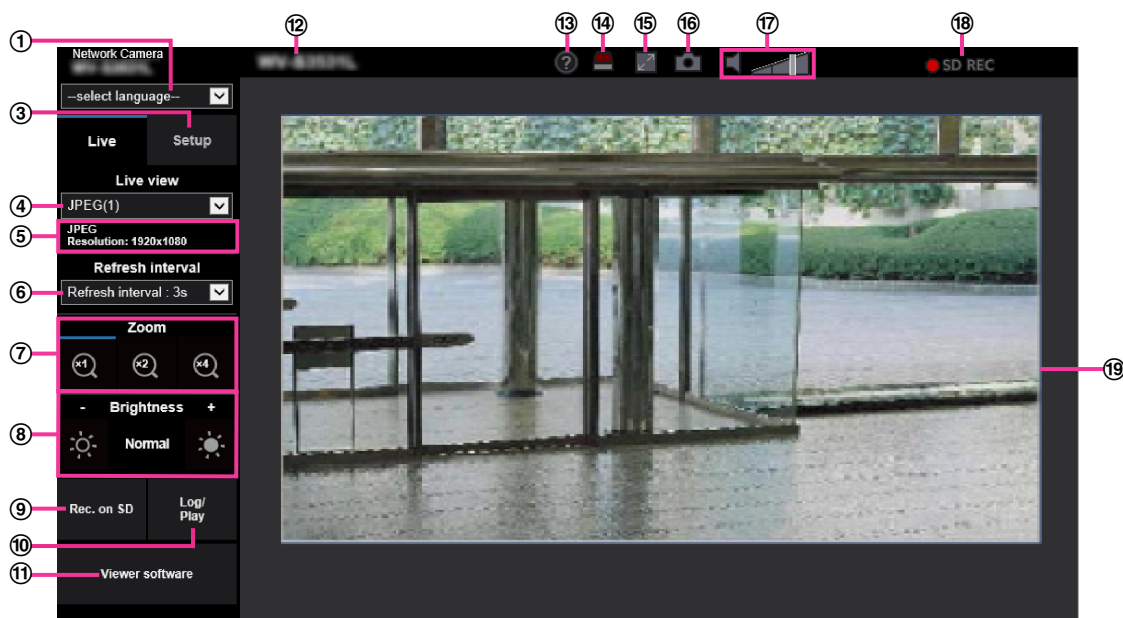 ① ⑫ ⑬ ⑭ ⑮ ⑯ ⑰ ⑱
Network Camera
SD REC
--select language--
③
Live Setup
Live view
④ JPEG(1)
⑤ JPEG
Resolution: 1920x1080
Refresh interval
⑥ Refresh interval : 3s
⑦ Zoom
x1 x2 x4
⑲
- Brightness +
⑧ Normal
⑨ Rec. on SD
Log/
Play
⑩
⑪ Viewer software